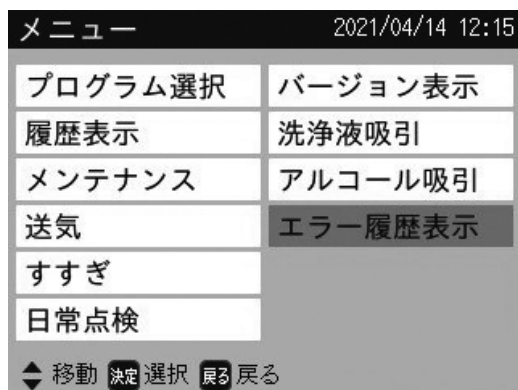 メニュー 2021/04/14 12:15
プログラム選択 バージョン表示
履歴表示 洗浄液吸引
メンテナンス アルコール吸引
送気 エラー履歴表示
すすぎ
日常点検
移動 決定 選択 戻る 戻る